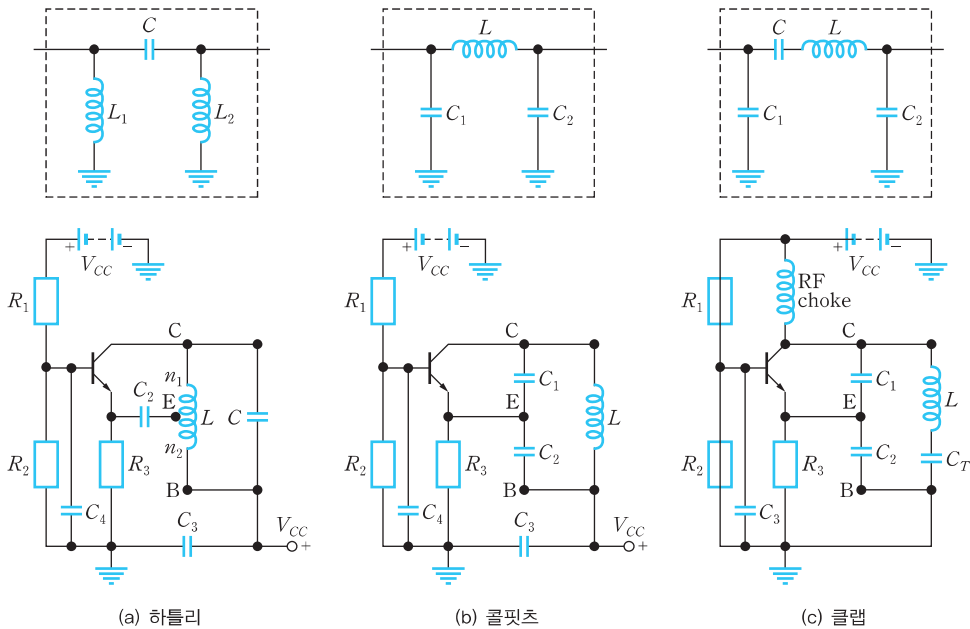 C
L₁
L₂
L
C₁
C₂
C
L
C₁
C₂
+
−
V_CC
R₁
C
n₁
C₂
E
L
C
n₂
R₂
R₃
B
C₄
C₃
V_CC
+
(a) 하틀리
+
−
V_CC
R₁
C
C₁
E
L
C₂
R₂
R₃
B
C₄
C₃
V_CC
+
(b) 콜핏츠
+
−
V_CC
RF
choke
R₁
C
C₁
L
E
C₂
R₂
R₃
C_T
B
C₃
(c) 클랩